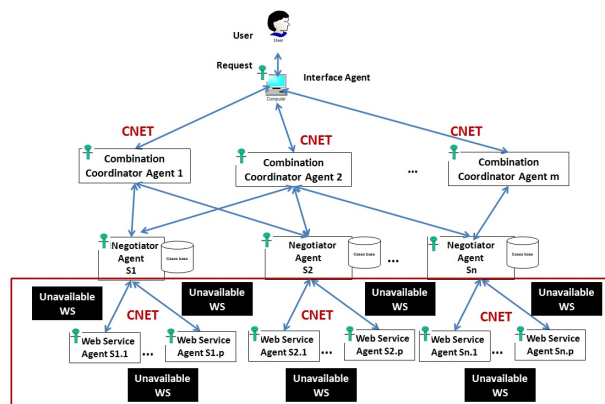 User
User
Request
Interface Agent
Computer
CNET
CNET
CNET
Combination
Coordinator Agent 1
Combination
Coordinator Agent 2
...
Combination
Coordinator Agent m
Negotiator
Agent
S1
Cases base
Negotiator
Agent
S2
Cases base
...
Negotiator
Agent
Sn
Cases base
Unavailable
WS
Unavailable
WS
Unavailable
WS
Unavailable
WS
CNET
CNET
CNET
Web Service
Agent S1.1
...
Web Service
Agent S1.p
Web Service
Agent S2.1
...
Web Service
Agent S2.p
Web Service
Agent Sn.1
...
Web Service
Agent Sn.p
Unavailable
WS
Unavailable
WS
Unavailable
WS